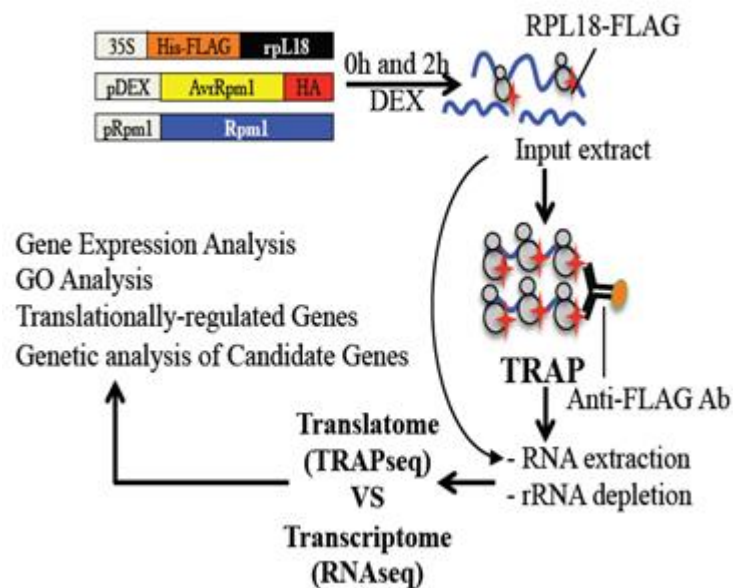 35S His-FLAG rpL18
pDEX AvrRpm1 HA
pRpm1 Rpm1
0h and 2h
DEX
RPL18-FLAG
Input extract
TRAP
Anti-FLAG Ab
- RNA extraction
- rRNA depletion
Translatome
(TRAPseq)
VS
Transcriptome
(RNAseq)
Gene Expression Analysis
GO Analysis
Translationally-regulated Genes
Genetic analysis of Candidate Genes